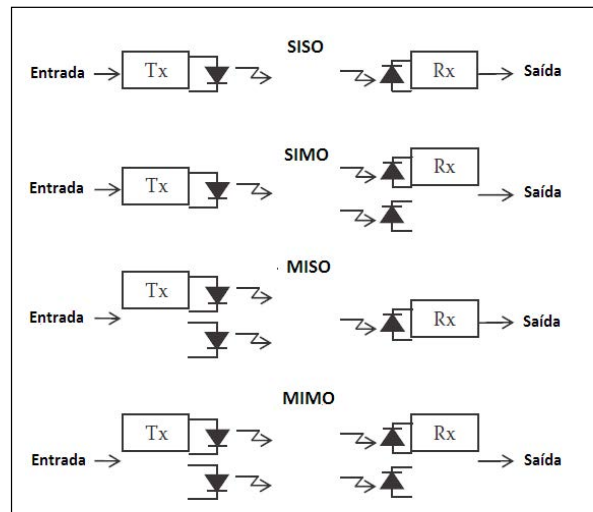 SISO
Entrada Tx Rx Saída
SIMO
Entrada Tx Rx Saída
MISO
Entrada Tx Rx Saída
MIMO
Entrada Tx Rx Saída